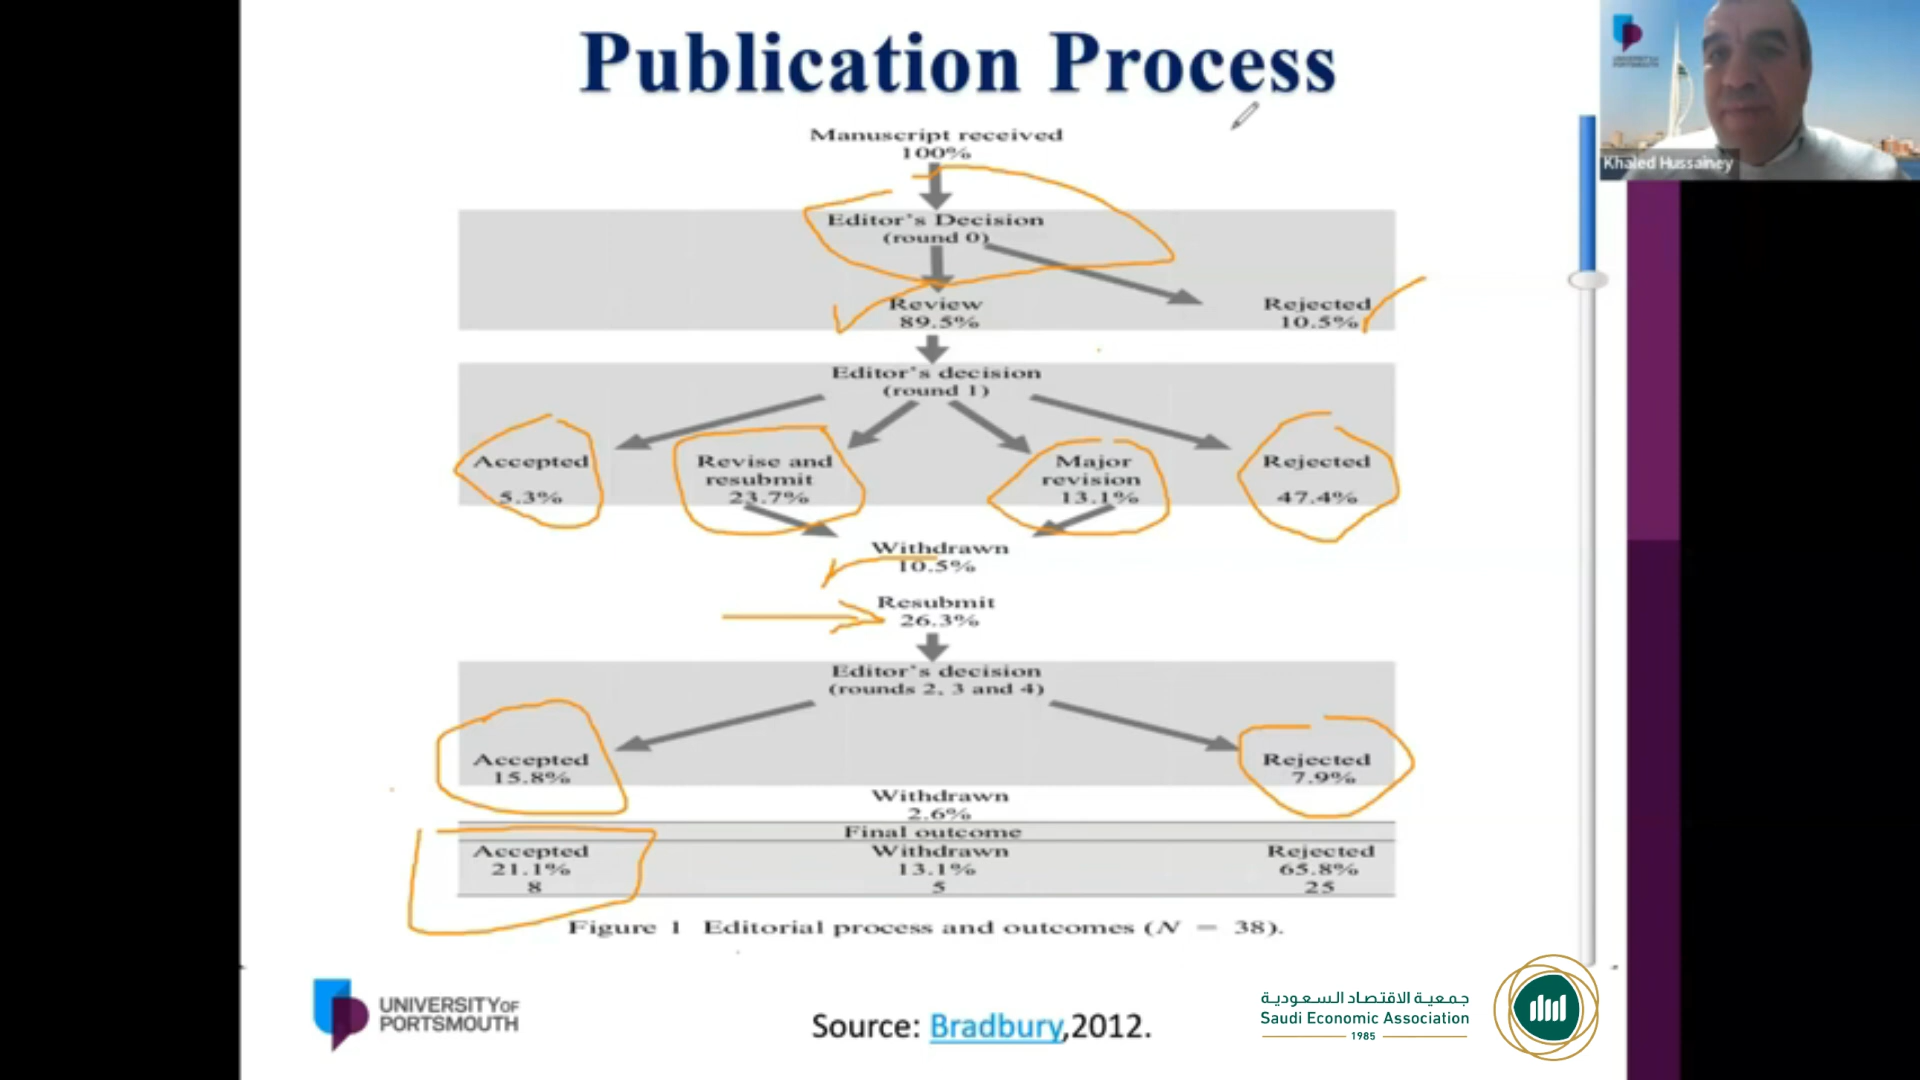 Publication Process
Manuscript received
100%
Editor's Decision
(round 0)
Review
89.5%
Rejected
10.5%
Editor's decision
(round 1)
Accepted
5.3%
Revise and
resubmit
23.7%
Major
revision
13.1%
Rejected
47.4%
Withdrawn
10.5%
Resubmit
26.3%
Editor's decision
(rounds 2, 3 and 4)
Accepted
15.8%
Rejected
7.9%
Withdrawn
2.6%
Final outcome
Accepted Withdrawn Rejected
21.1% 13.1% 65.8%
8 5 25
Figure 1 Editorial process and outcomes (N = 38).
UNIVERSITY OF
PORTSMOUTH
Source: Bradbury,2012.
جمعية الاقتصاد السعودية
Saudi Economic Association
1985
UNIVERSITY OF
PORTSMOUTH
Khaled Hussainey